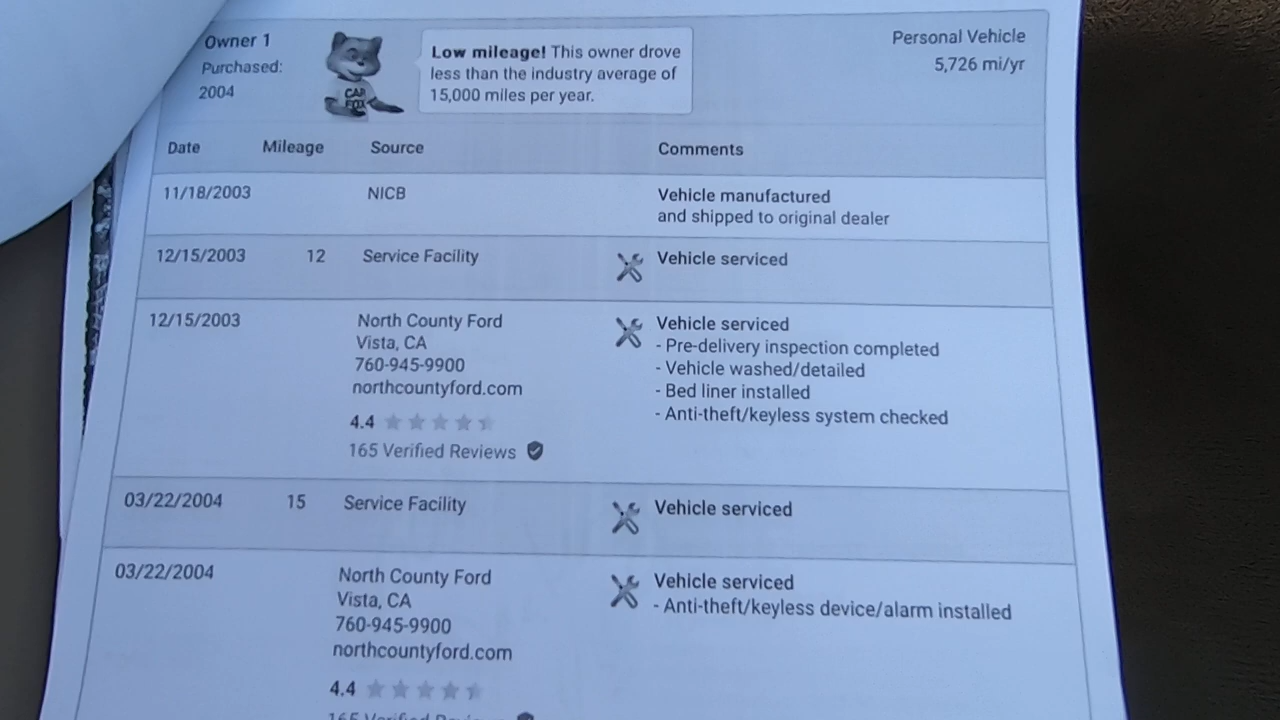 Owner 1
Purchased:
2004
CAR
FOX
Low mileage! This owner drove
less than the industry average of
15,000 miles per year.
Personal Vehicle
5,726 mi/yr
Date Mileage Source Comments
11/18/2003 NICB Vehicle manufactured
and shipped to original dealer
12/15/2003 12 Service Facility Vehicle serviced
12/15/2003 North County Ford Vehicle serviced
Vista, CA - Pre-delivery inspection completed
760-945-9900 - Vehicle washed/detailed
northcountyford.com - Bed liner installed
4.4 - Anti-theft/keyless system checked
165 Verified Reviews
03/22/2004 15 Service Facility Vehicle serviced
03/22/2004 North County Ford Vehicle serviced
Vista, CA - Anti-theft/keyless device/alarm installed
760-945-9900
northcountyford.com
4.4
165 Verified Reviews